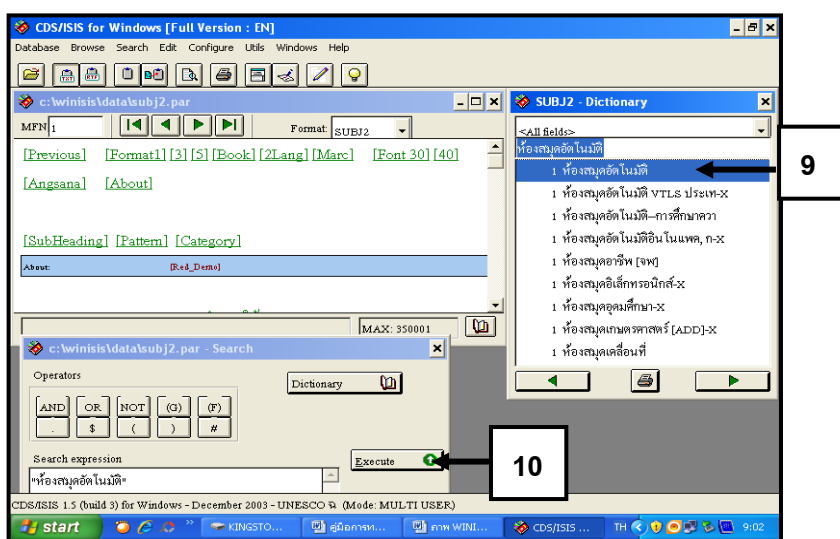 CDS/ISIS for Windows [Full Version : EN]
Database Browse Search Edit Configure Utils Windows Help
c:\winisis\data\subj2.par
MFN 1 Format: SUBJ2
[Previous] [Format1] [3] [5] [Book] [2Lang] [Marc] [Font 30] [40]
[Angsana] [About]
[SubHeading] [Pattern] [Category]
About: [Red_Demo]
MAX: 350001
SUBJ2 - Dictionary
<All fields>
ห้องสมุดอัตโนมัติ
1 ห้องสมุดอัตโนมัติ
1 ห้องสมุดอัตโนมัติ VTLS ประเท-X
1 ห้องสมุดอัตโนมัติ--การศึกษาดวา
1 ห้องสมุดอัตโนมัติอินโนแพค, ก-X
1 ห้องสมุดอาชีพ [จพ]
1 ห้องสมุดอิเล็กทรอนิกส์-X
1 ห้องสมุดอุดมศึกษา-X
1 ห้องสมุดเกษตรศาสตร์ [ADD]-X
1 ห้องสมุดเคลื่อนที่
9
c:\winisis\data\subj2.par - Search
Operators
Dictionary
AND OR NOT (G) (F)
. $ ( ) #
Search expression
Execute
10
"ห้องสมุดอัตโนมัติ"
CDS/ISIS 1.5 (build 3) for Windows - December 2003 - UNESCO (Mode: MULTI USER)
start KINGSTO... คู่มือการท... ภาพ WINI... CDS/ISIS ... TH 9:02